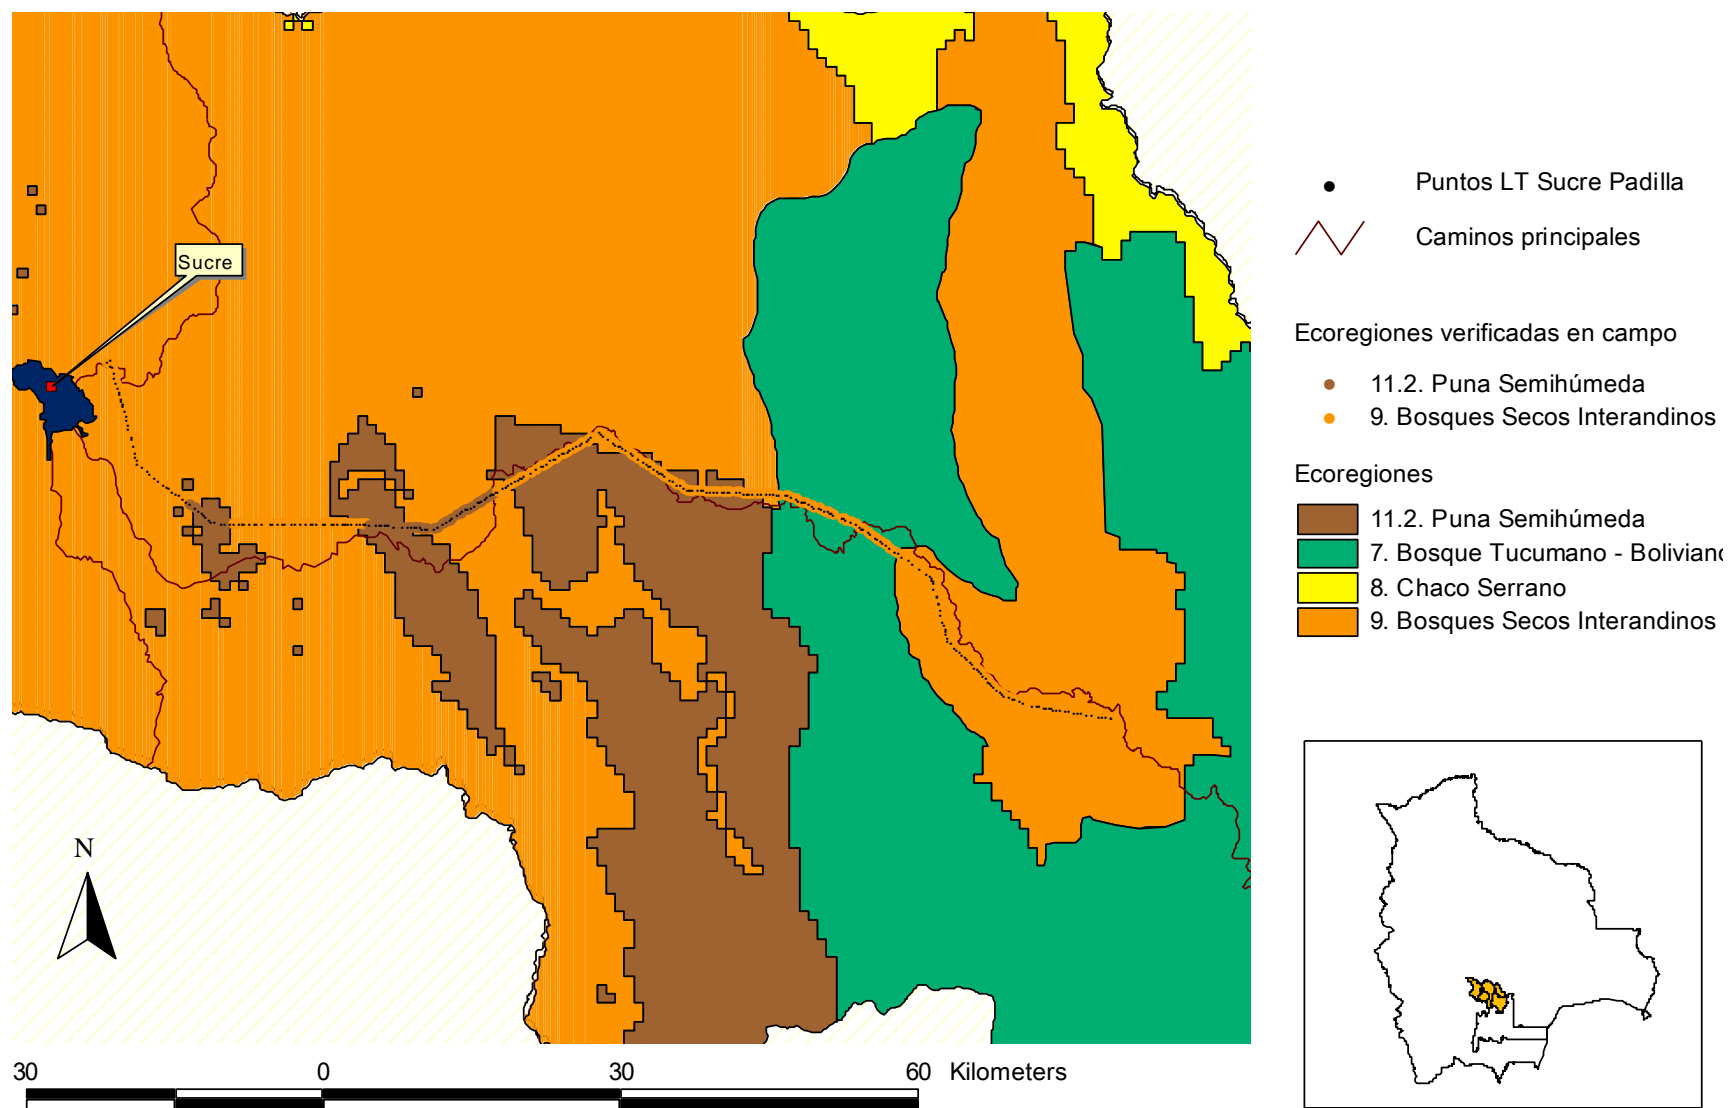 Sucre
N
30 0 30 60 Kilometers
Puntos LT Sucre Padilla
Caminos principales
Ecoregiones verificadas en campo
11.2. Puna Semihúmeda
9. Bosques Secos Interandinos
Ecoregiones
11.2. Puna Semihúmeda
7. Bosque Tucumano - Boliviano
8. Chaco Serrano
9. Bosques Secos Interandinos